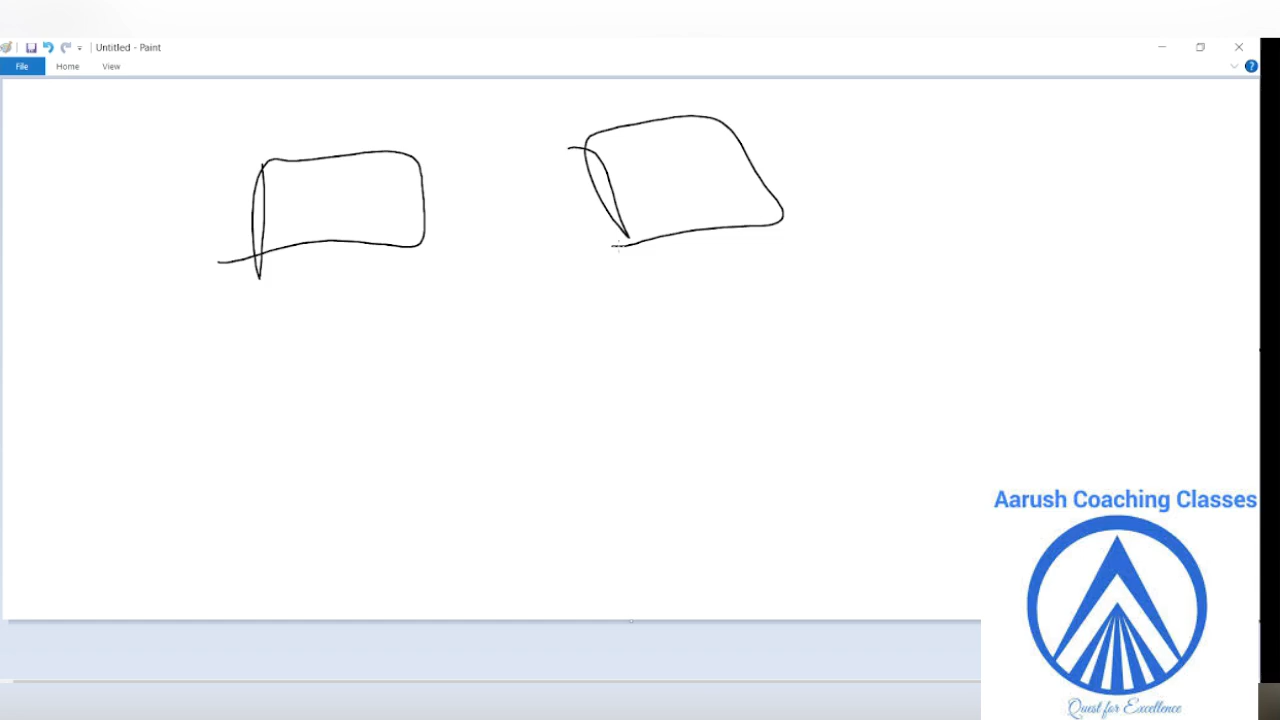 Untitled - Paint
File Home View
Aarush Coaching Classes
Quest for Excellence